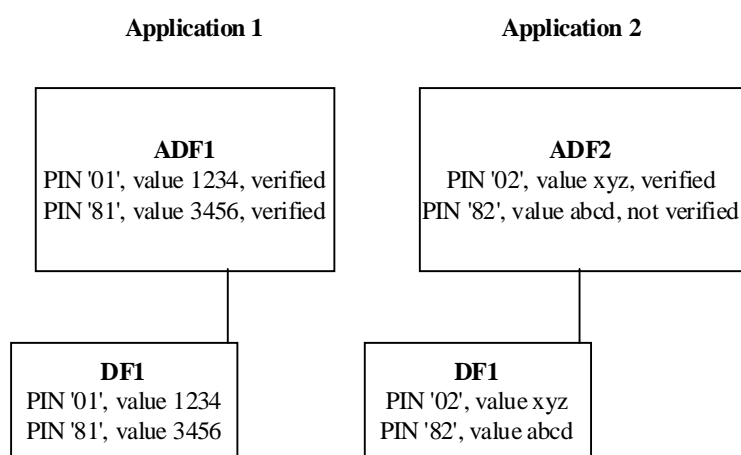 Application 1
Application 2
ADF1
PIN '01', value 1234, verified
PIN '81', value 3456, verified
ADF2
PIN '02', value xyz, verified
PIN '82', value abcd, not verified
DF1
PIN '01', value 1234
PIN '81', value 3456
DF1
PIN '02', value xyz
PIN '82', value abcd